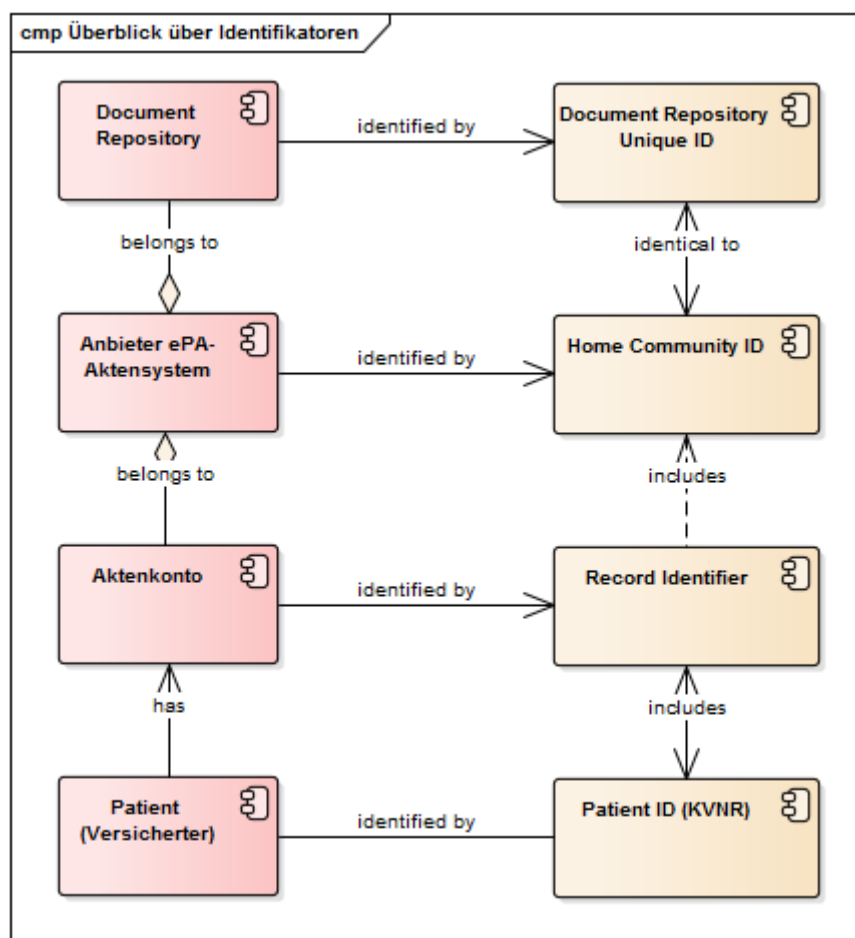 cmp Überblick über Identifikatoren
Document
Repository
identified by
Document Repository
Unique ID
belongs to
identical to
Anbieter ePA-
Aktensystem
identified by
Home Community ID
belongs to
includes
Aktenkonto
identified by
Record Identifier
has
includes
Patient
(Versicherter)
identified by
Patient ID (KVNR)